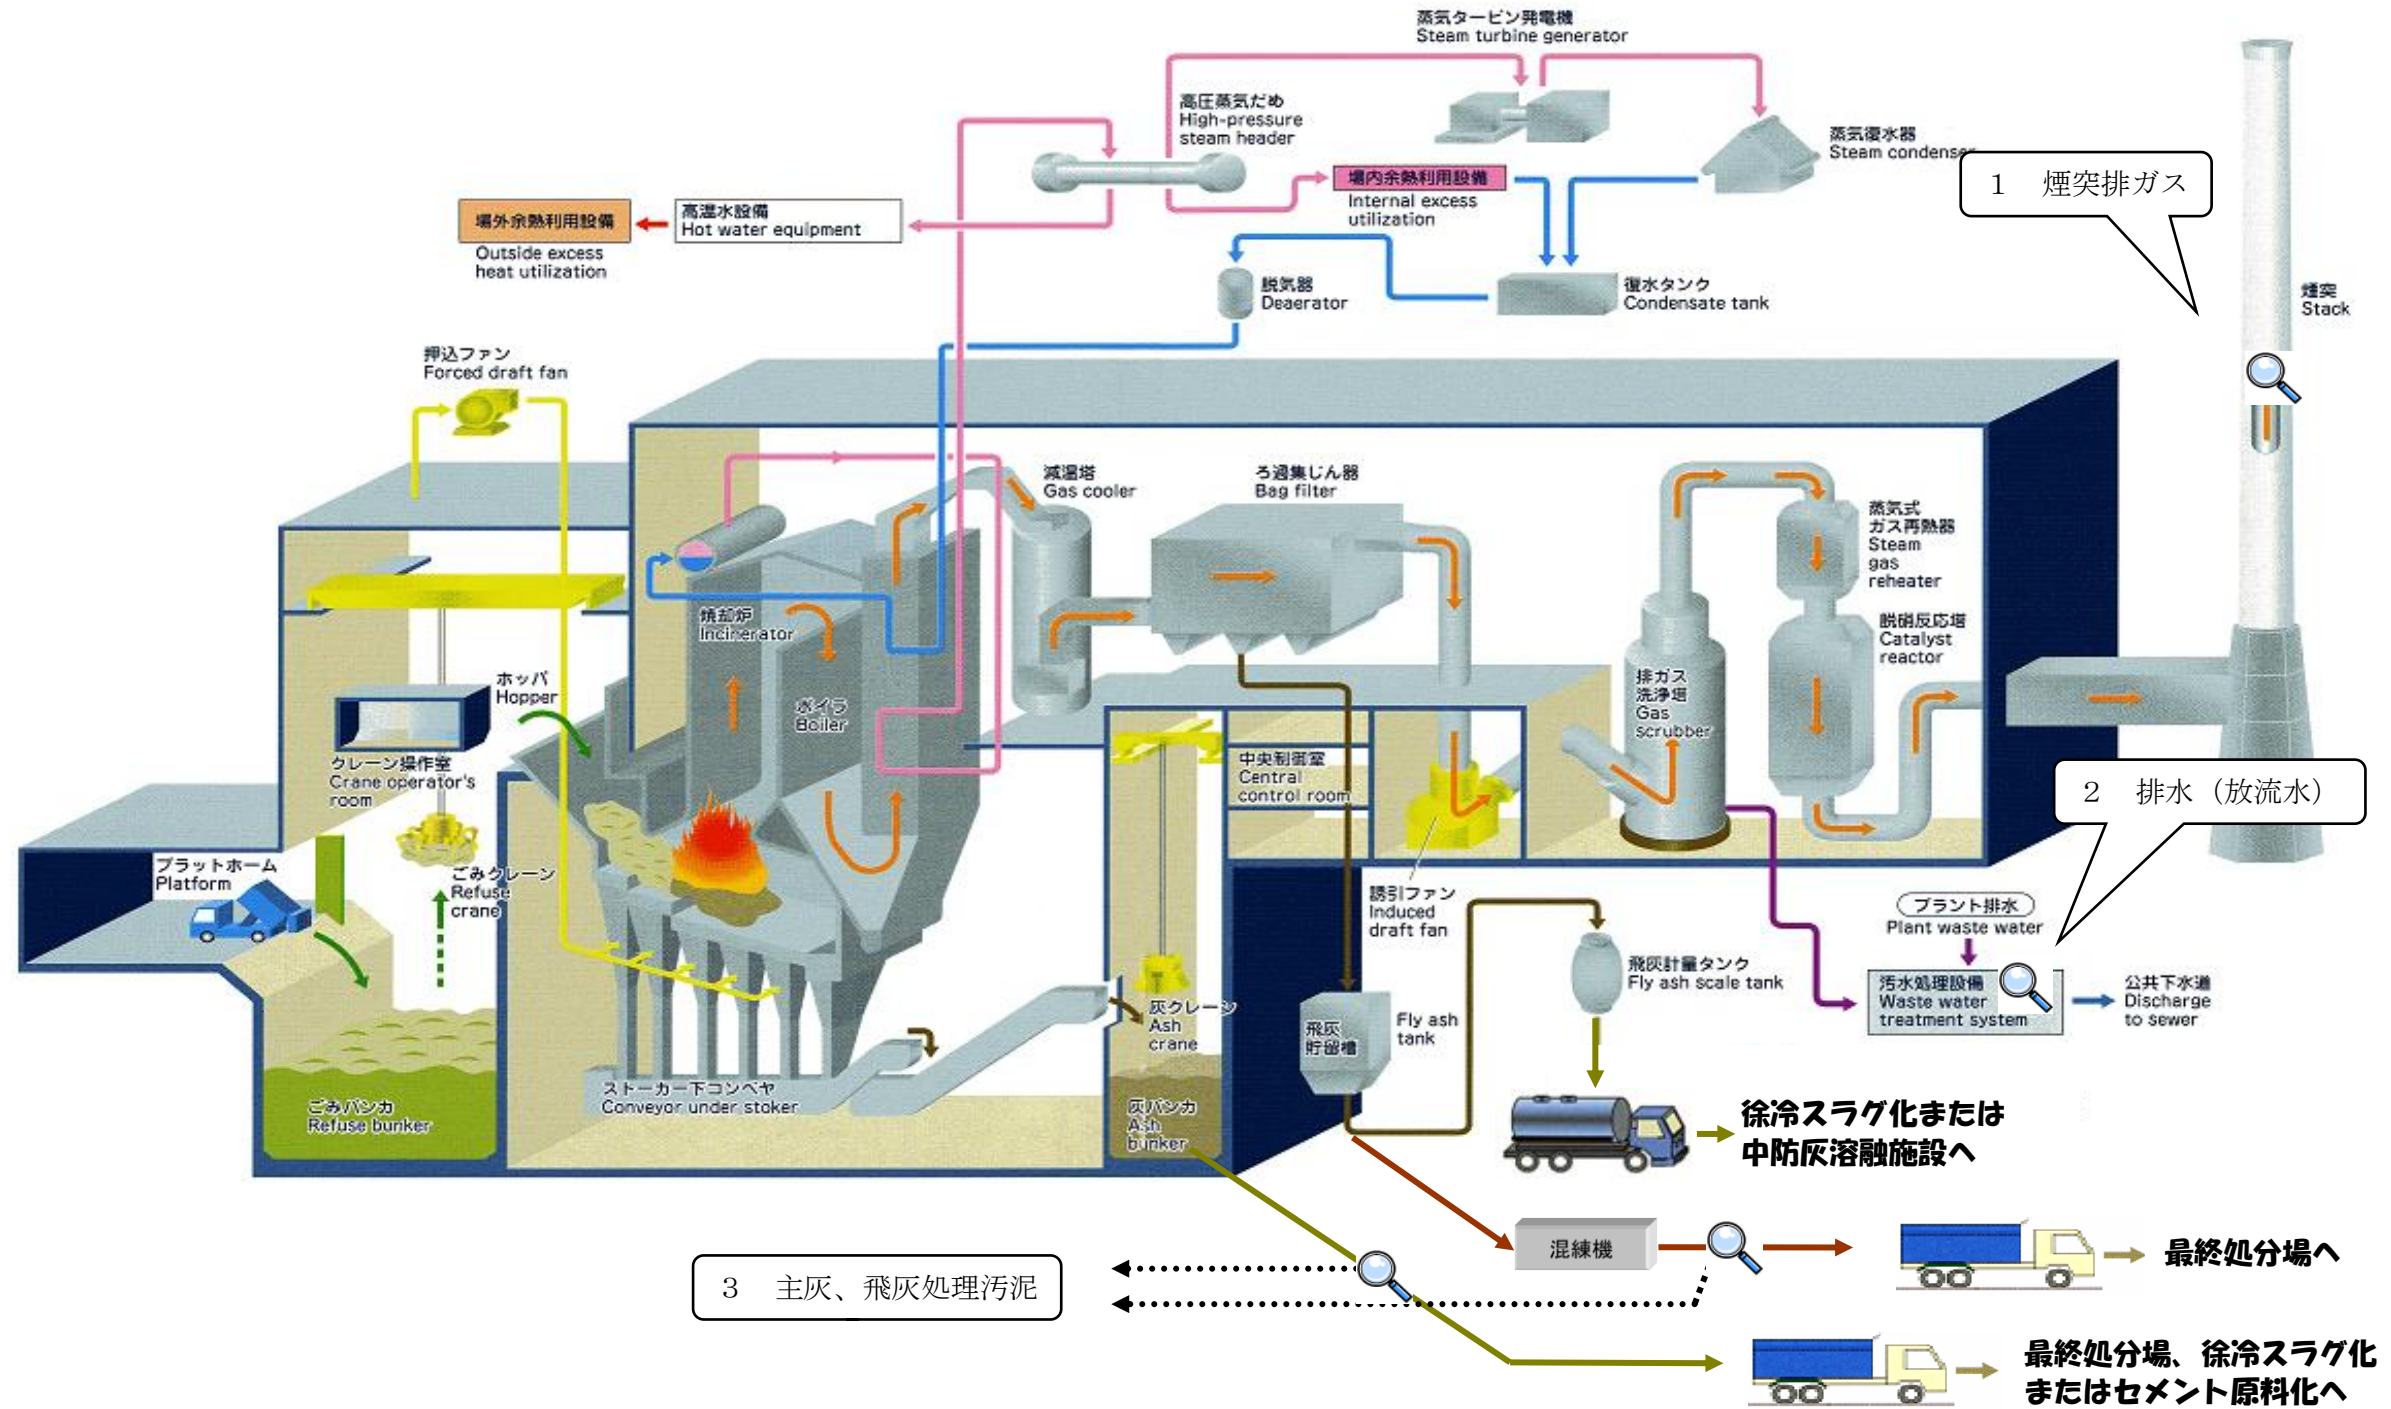 蒸気タービン発電機
Steam turbine generator
高圧蒸気だめ
High-pressure
steam header
蒸気復水器
Steam condenser
1 煙突排ガス
場内余熱利用設備
Internal excess
utilization
場外余熱利用設備
Outside excess
heat utilization
高温水設備
Hot water equipment
脱気器
Deaerator
復水タンク
Condensate tank
煙突
Stack
押込ファン
Forced draft fan
減温塔
Gas cooler
ろ過集じん器
Bag filter
蒸気式
ガス再熱器
Steam
gas
reheater
焼却炉
Incinerator
脱硝反応塔
Catalyst
reactor
ホッパ
Hopper
ボイラ
Boiler
排ガス
洗浄塔
Gas
scrubber
クレーン操作室
Crane operator's
room
中央制御室
Central
control room
2 排水（放流水）
プラットホーム
Platform
ごみクレーン
Refuse
crane
誘引ファン
Induced
draft fan
プラント排水
Plant waste water
飛灰計量タンク
Fly ash scale tank
汚水処理設備
Waste water
treatment system
公共下水道
Discharge
to sewer
灰クレーン
Ash
crane
飛灰
貯留槽
Fly ash
tank
ストーカー下コンベヤ
Conveyor under stoker
ごみバンカ
Refuse bunker
灰バンカ
Ash
bunker
徐冷スラグ化または
中防灰溶融施設へ
混練機
最終処分場へ
3 主灰、飛灰処理汚泥
最終処分場、徐冷スラグ化
またはセメント原料化へ